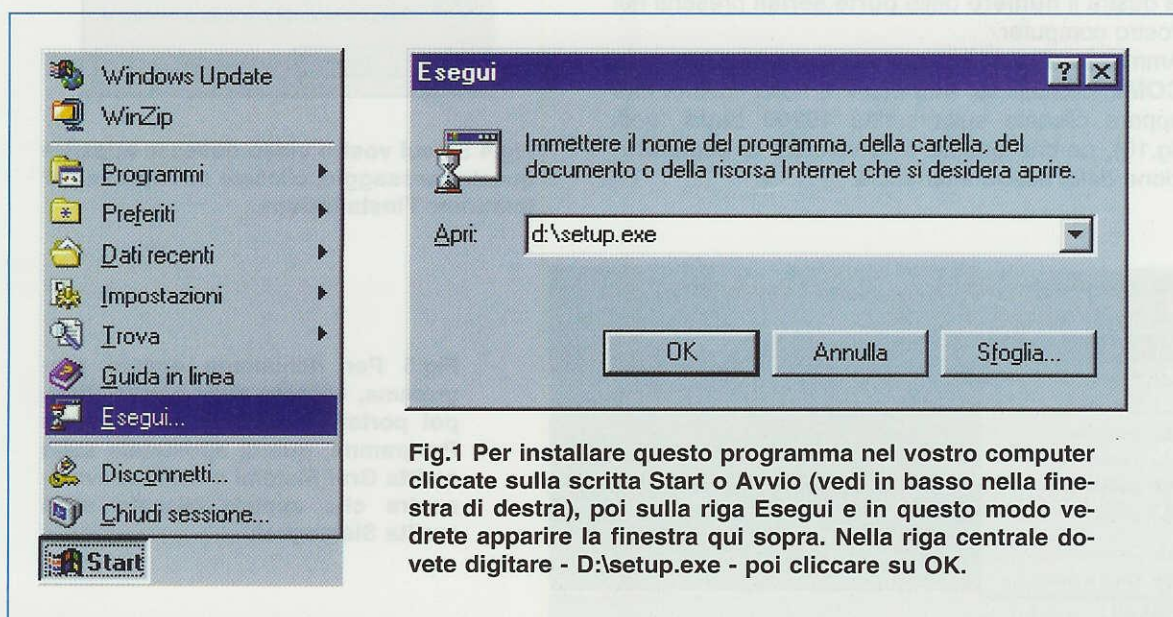 Windows Update
WinZip
Programmi
Preferiti
Dati recenti
Impostazioni
Trova
Guida in linea
Esegui...
Disconnetti...
Chiudi sessione...
Start
Esegui
Immettere il nome del programma, della cartella, del
documento o della risorsa Internet che si desidera aprire.
Apri:
d:\setup.exe
OK
Annulla
Sfoglia...
Fig.1 Per installare questo programma nel vostro computer
cliccate sulla scritta Start o Avvio (vedi in basso nella fine-
stra di destra), poi sulla riga Esegui e in questo modo ve-
drete apparire la finestra qui sopra. Nella riga centrale do-
vete digitare - D:\setup.exe - poi cliccare su OK.